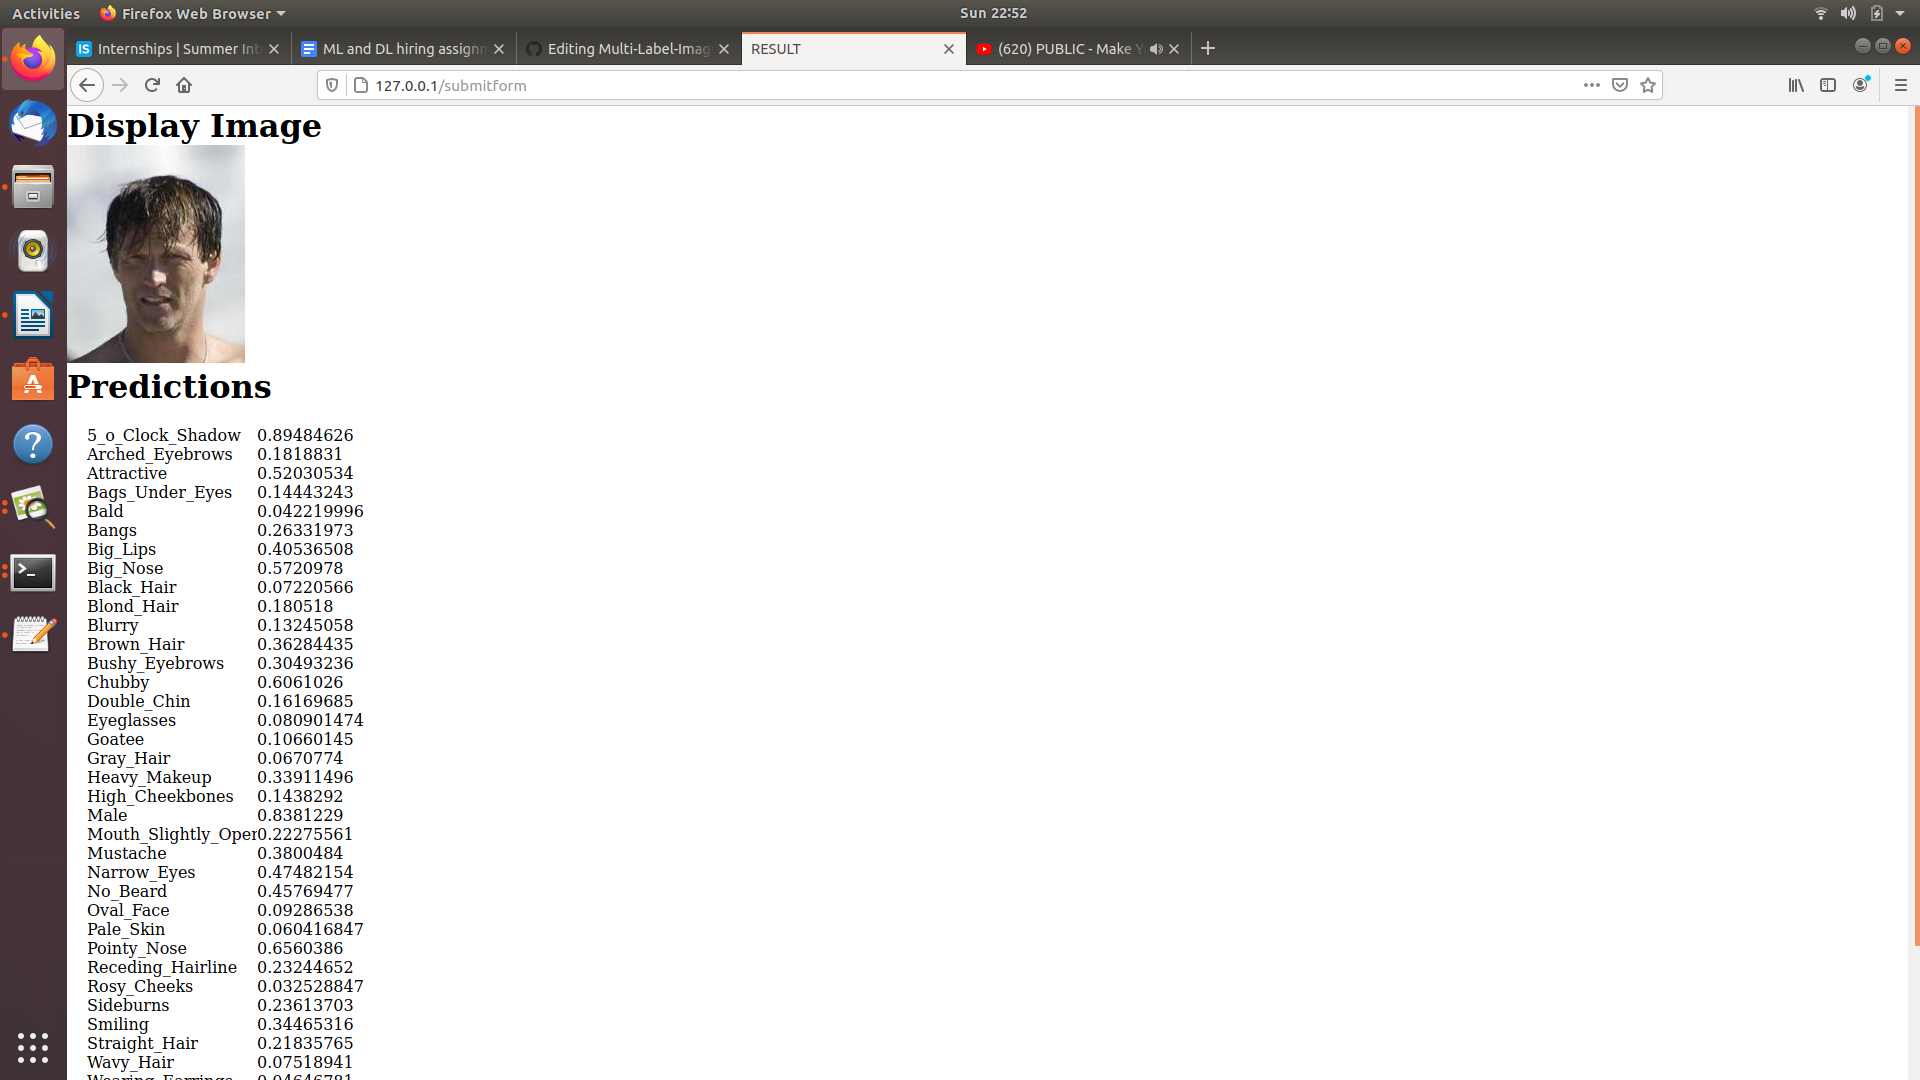 Activities
Firefox Web Browser
Sun 22:52
Internships | Summer Int
ML and DL hiring assignm
Editing Multi-Label-Imag
RESULT
(620) PUBLIC - Make Y
127.0.0.1/submitform
Display Image
Predictions
5_o_Clock_Shadow 0.89484626
Arched_Eyebrows 0.1818831
Attractive 0.52030534
Bags_Under_Eyes 0.14443243
Bald 0.042219996
Bangs 0.26331973
Big_Lips 0.40536508
Big_Nose 0.5720978
Black_Hair 0.07220566
Blond_Hair 0.180518
Blurry 0.13245058
Brown_Hair 0.36284435
Bushy_Eyebrows 0.30493236
Chubby 0.6061026
Double_Chin 0.16169685
Eyeglasses 0.080901474
Goatee 0.10660145
Gray_Hair 0.0670774
Heavy_Makeup 0.33911496
High_Cheekbones 0.1438292
Male 0.8381229
Mouth_Slightly_Open 0.22275561
Mustache 0.3800484
Narrow_Eyes 0.47482154
No_Beard 0.45769477
Oval_Face 0.09286538
Pale_Skin 0.060416847
Pointy_Nose 0.6560386
Receding_Hairline 0.23244652
Rosy_Cheeks 0.032528847
Sideburns 0.23613703
Smiling 0.34465316
Straight_Hair 0.21835765
Wavy_Hair 0.07518941
Wearing_Earrings 0.04646781